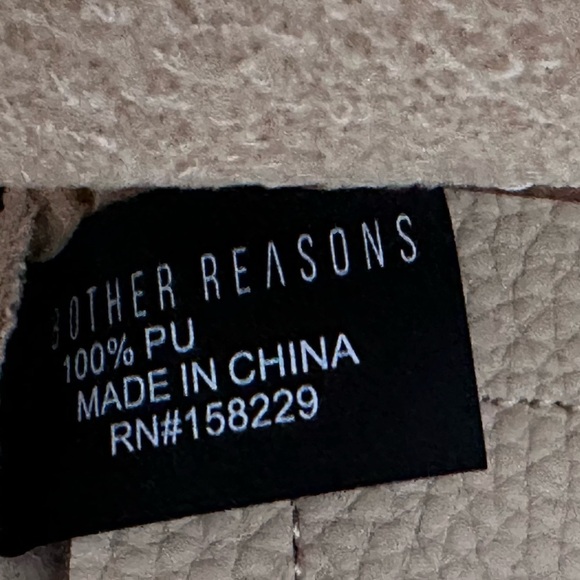 OTHER REASONS
100% PU
MADE IN CHINA
RN#158229